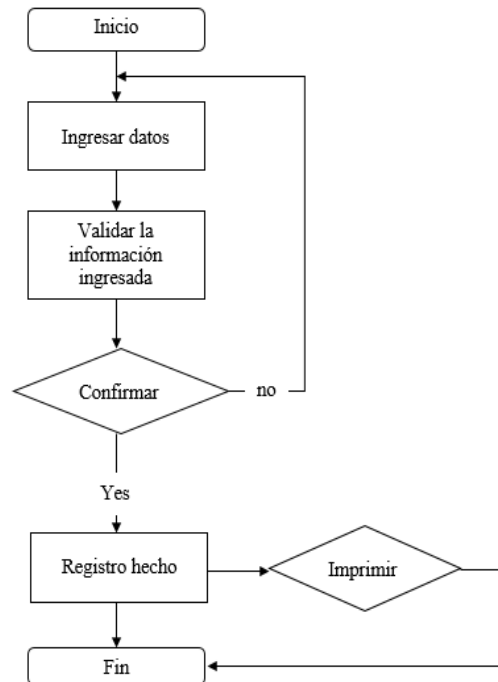 Inicio
Ingresar datos
Validar la
información
ingresada
Confirmar
no
Yes
Registro hecho
Imprimir
Fin